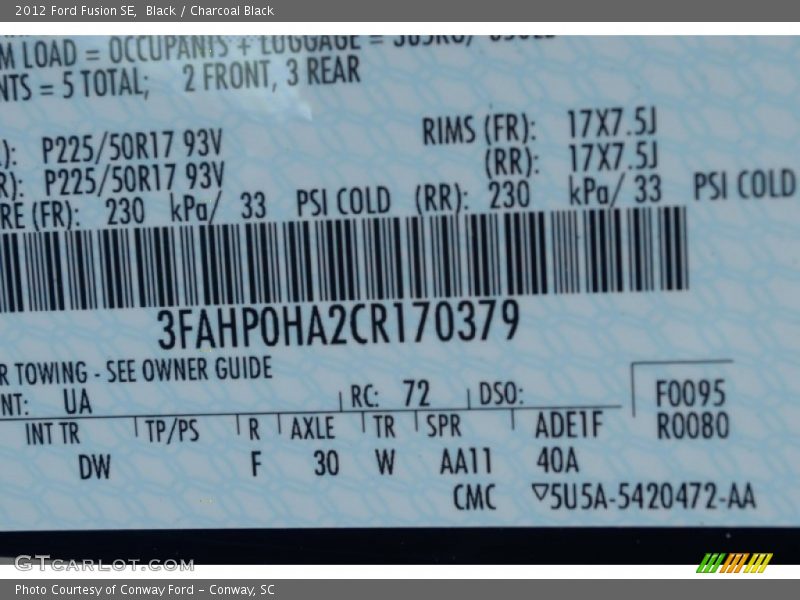 2012 Ford Fusion SE, Black / Charcoal Black
M LOAD = OCCUPANTS + LUGGAGE =
NTS = 5 TOTAL; 2 FRONT, 3 REAR
): P225/50R17 93V RIMS (FR): 17X7.5J
R): P225/50R17 93V (RR): 17X7.5J
RE (FR): 230 kPa/ 33 PSI COLD (RR): 230 kPa/ 33 PSI COLD
3FAHP0HA2CR170379
R TOWING - SEE OWNER GUIDE
NT: UA RC: 72 DSO: F0095
INT TR TP/PS R AXLE TR SPR ADE1F R0080
DW F 30 W AA11 40A
CMC ▽5U5A-5420472-AA
GTCarLot.com
Photo Courtesy of Conway Ford – Conway, SC